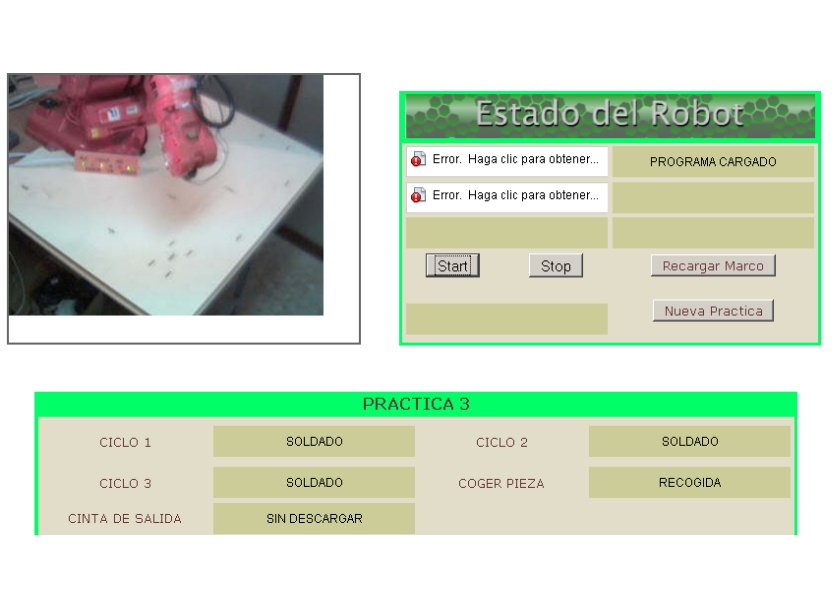 Estado del Robot
Error. Haga clic para obtener...
PROGRAMA CARGADO
Error. Haga clic para obtener...
Start
Stop
Recargar Marco
Nueva Practica
PRACTICA 3
CICLO 1
SOLDADO
CICLO 2
SOLDADO
CICLO 3
SOLDADO
COGER PIEZA
RECOGIDA
CINTA DE SALIDA
SIN DESCARGAR